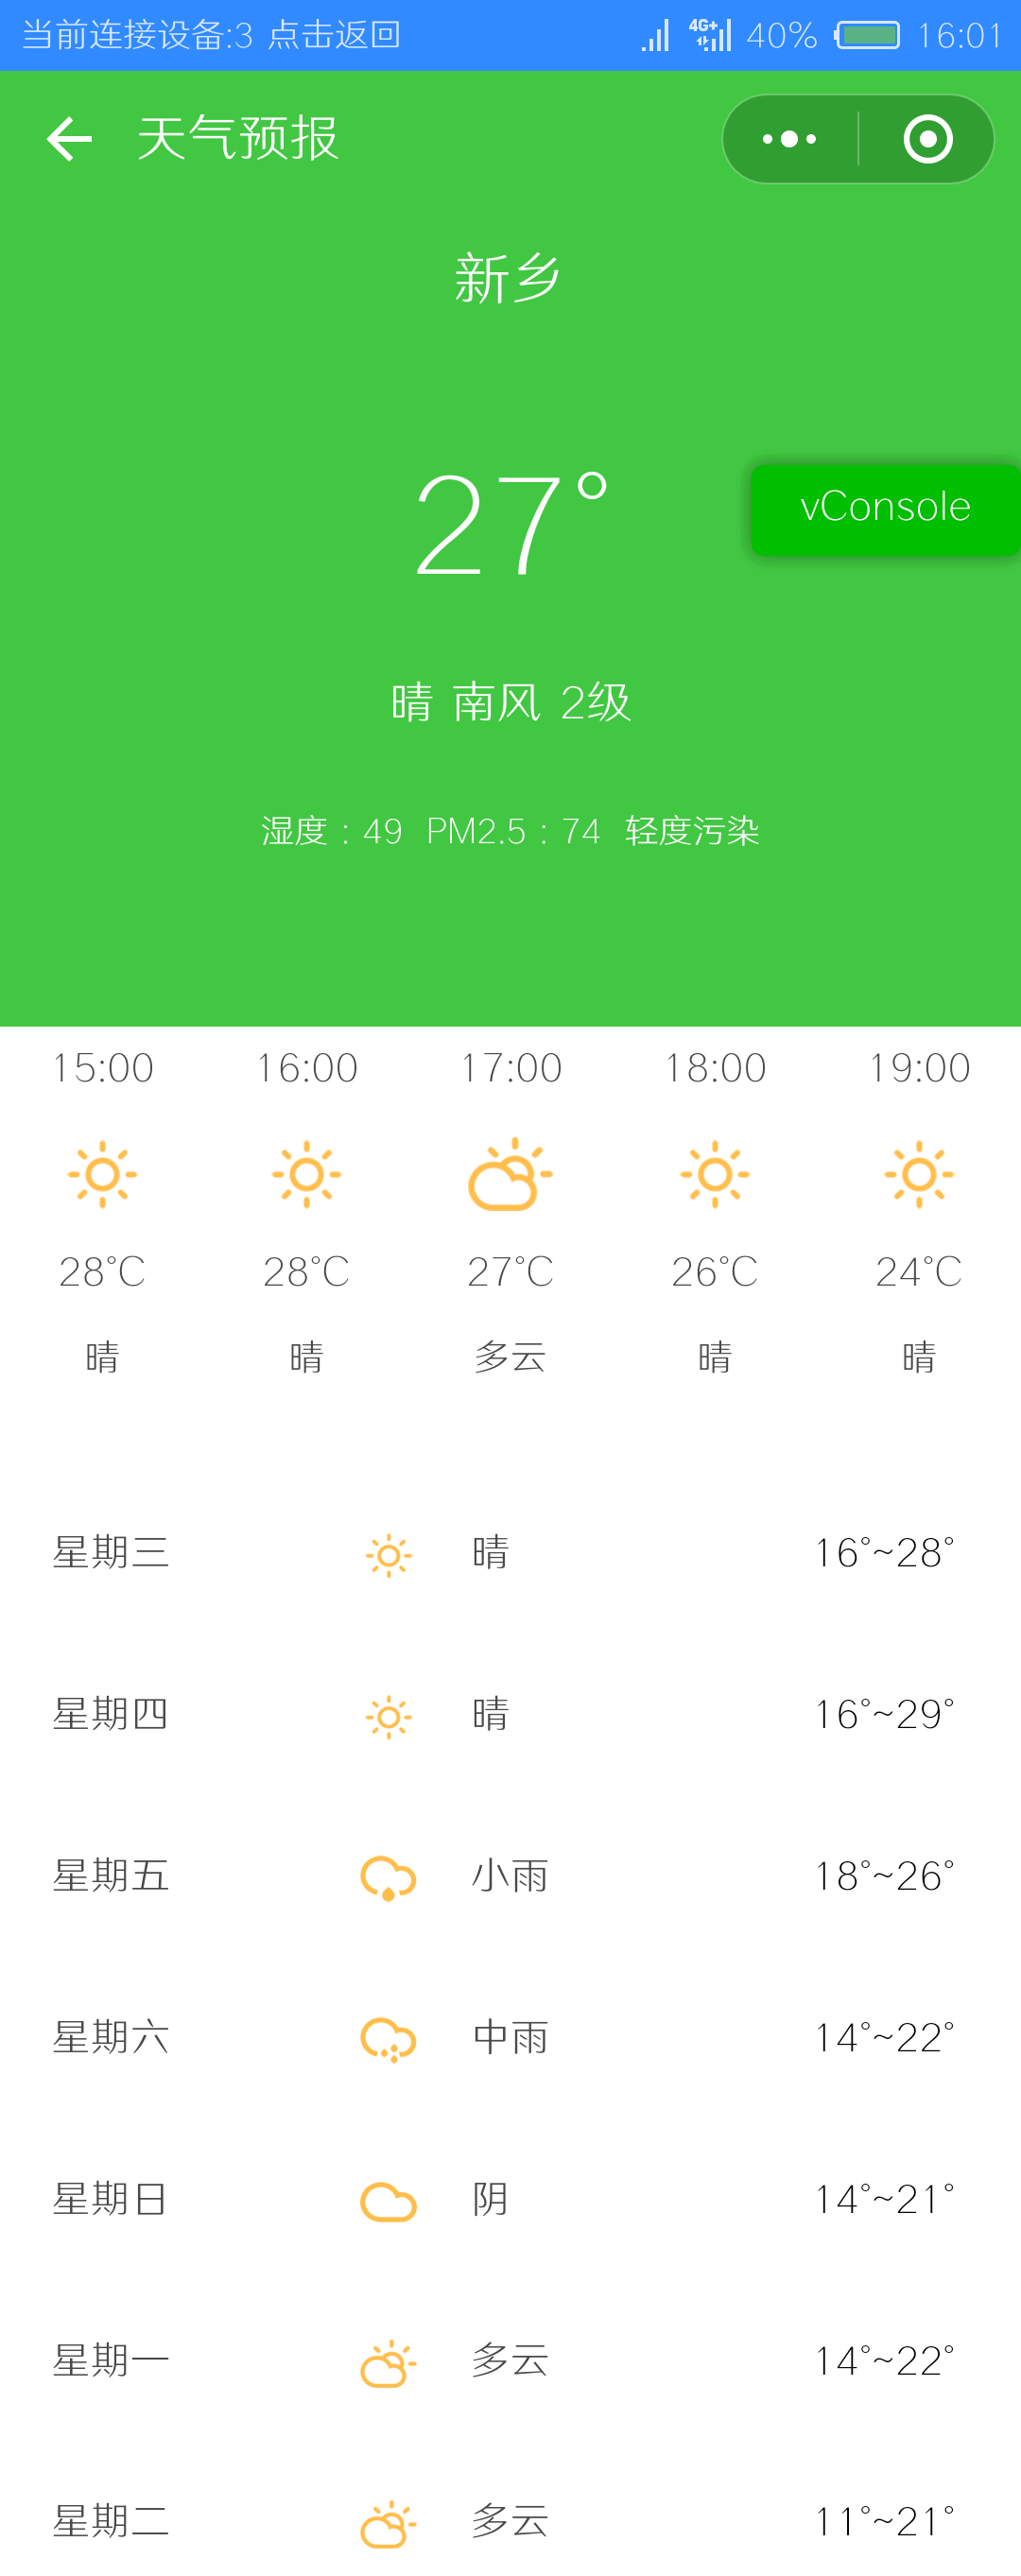 当前连接设备:3 点击返回 4G+ 40% 16:01
天气预报
新乡
27°
vConsole
晴 南风 2级
湿度：49 PM2.5：74 轻度污染
15:00 16:00 17:00 18:00 19:00
28°C 28°C 27°C 26°C 24°C
晴 晴 多云 晴 晴
星期三 晴 16°~28°
星期四 晴 16°~29°
星期五 小雨 18°~26°
星期六 中雨 14°~22°
星期日 阴 14°~21°
星期一 多云 14°~22°
星期二 多云 11°~21°